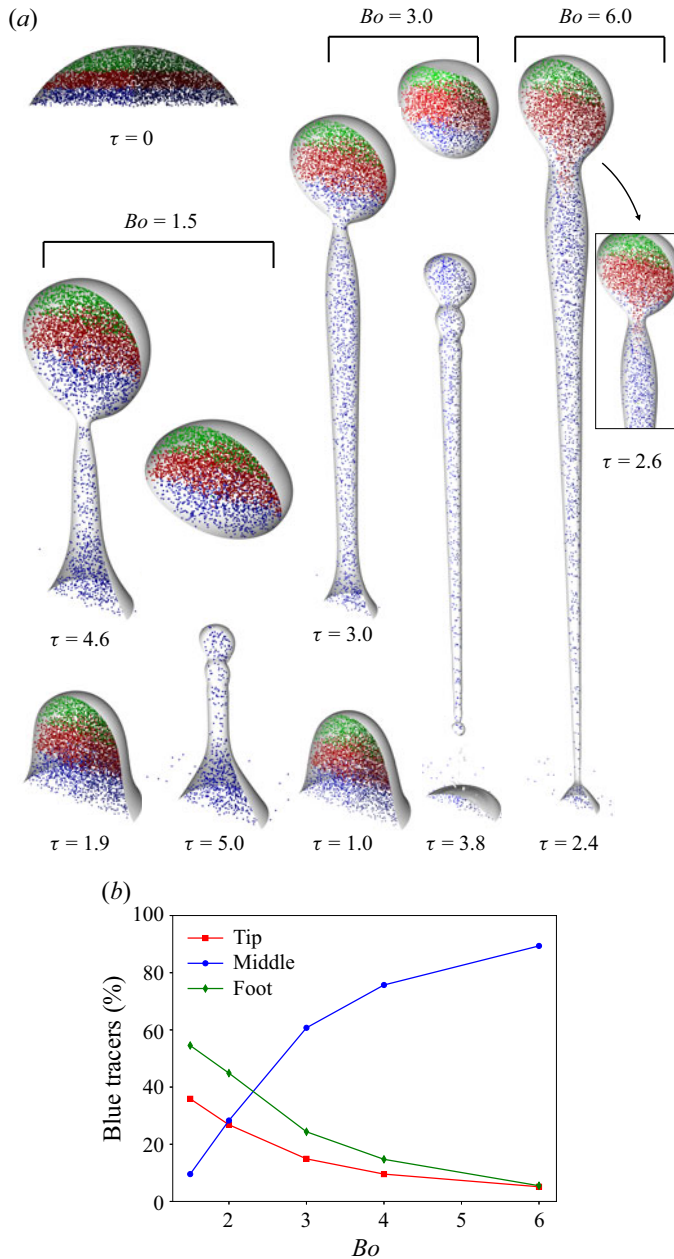 (a)
Bo = 3.0
Bo = 6.0
τ = 0
Bo = 1.5
τ = 2.6
τ = 4.6
τ = 3.0
τ = 1.9
τ = 5.0
τ = 1.0
τ = 3.8
τ = 2.4
(b)
100
80
60
40
20
0
Blue tracers (%)
Tip
Middle
Foot
2
3
4
5
6
Bo